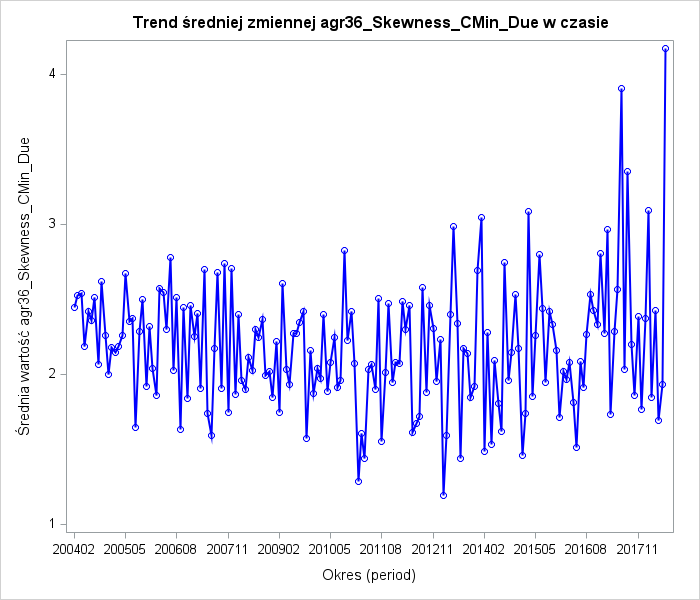 Trend średniej zmiennej agr36_Skewness_CMin_Due w czasie
Średnia wartość agr36_Skewness_CMin_Due
4
3
2
1
200402 200505 200608 200711 200902 201005 201108 201211 201402 201505 201608 201711
Okres (period)